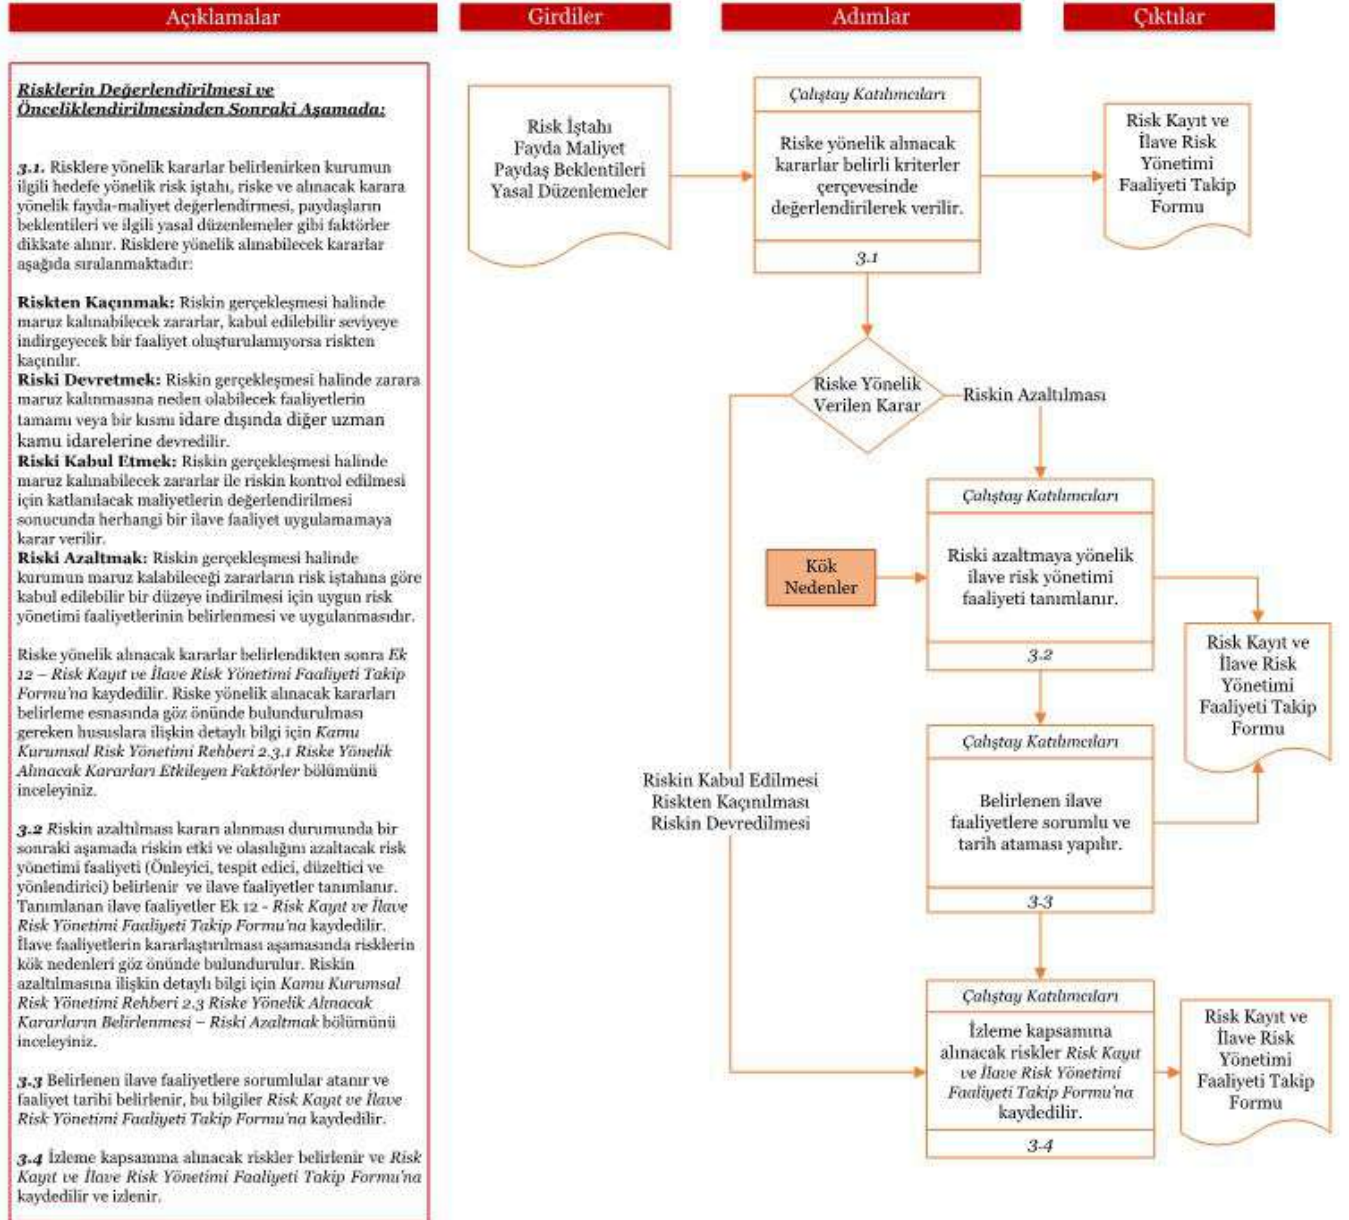 Açıklamalar
Girdiler
Adımlar
Çıktılar
Risklerin Değerlendirilmesi ve
Önceliklendirilmesinden Sonraki Aşamada:
3.1. Risklere yönelik kararlar belirlenirken kurumun
ilgili hedefe yönelik risk iştahı, riske ve alınacak karara
yönelik fayda-maliyet değerlendirmesi, paydaşların
beklentileri ve ilgili yasal düzenlemeler gibi faktörler
dikkate alınır. Risklere yönelik alınabilecek kararlar
aşağıda sıralanmaktadır:
Riskten Kaçınmak: Riskin gerçekleşmesi halinde
maruz kalınabilecek zararlar, kabul edilebilir seviyeye
indirgeyecek bir faaliyet oluşturulamıyorsa riskten
kaçınılır.
Riski Devretmek: Riskin gerçekleşmesi halinde zarara
maruz kalınmasına neden olabilecek faaliyetlerin
tamamı veya bir kısmı idare dışında diğer uzman
kamu idarelerine devredilir.
Riski Kabul Etmek: Riskin gerçekleşmesi halinde
maruz kalınabilecek zararlar ile riskin kontrol edilmesi
için katlanılacak maliyetlerin değerlendirilmesi
sonucunda herhangi bir ilave faaliyet uygulamamaya
karar verilir.
Riski Azaltmak: Riskin gerçekleşmesi halinde
kurumun maruz kalabileceği zararların risk iştahına göre
kabul edilebilir bir düzeye indirilmesi için uygun risk
yönetimi faaliyetlerinin belirlenmesi ve uygulanmasıdır.
Riske yönelik alınacak kararlar belirlendikten sonra Ek
12 – Risk Kayıt ve İlave Risk Yönetimi Faaliyeti Takip
Formu'na kaydedilir. Riske yönelik alınacak kararları
belirleme esnasında göz önünde bulundurulması
gereken hususlara ilişkin detaylı bilgi için Kamu
Kurumsal Risk Yönetimi Rehberi 2.3.1 Riske Yönelik
Alınacak Kararları Etkileyen Faktörler bölümünü
inceleyiniz.
3.2 Riskin azaltılması kararı alınması durumunda bir
sonraki aşamada riskin etki ve olasılığını azaltacak risk
yönetimi faaliyeti (Önleyici, tespit edici, düzeltici ve
yönlendirici) belirlenir ve ilave faaliyetler tanımlanır.
Tanımlanan ilave faaliyetler Ek 12 - Risk Kayıt ve İlave
Risk Yönetimi Faaliyeti Takip Formu'na kaydedilir.
İlave faaliyetlerin kararlaştırılması aşamasında risklerin
kök nedenleri göz önünde bulundurulur. Riskin
azaltılmasına ilişkin detaylı bilgi için Kamu Kurumsal
Risk Yönetimi Rehberi 2.3 Riske Yönelik Alınacak
Kararların Belirlenmesi – Riski Azaltmak bölümünü
inceleyiniz.
3.3 Belirlenen ilave faaliyetlere sorumlular atanır ve
faaliyet tarihi belirlenir, bu bilgiler Risk Kayıt ve İlave
Risk Yönetimi Faaliyeti Takip Formu'na kaydedilir.
3.4 İzleme kapsamına alınacak riskler belirlenir ve Risk
Kayıt ve İlave Risk Yönetimi Faaliyeti Takip Formu'na
kaydedilir ve izlenir.
Risk İştahı
Fayda Maliyet
Paydaş Beklentileri
Yasal Düzenlemeler
Çalıştay Katılımcıları
Riske yönelik alınacak
kararlar belirli kriterler
çerçevesinde
değerlendirilerek verilir.
3.1
Risk Kayıt ve
İlave Risk
Yönetimi
Faaliyeti Takip
Formu
Riske Yönelik
Verilen Karar
Riskin Azaltılması
Çalıştay Katılımcıları
Kök
Nedenler
Riski azaltmaya yönelik
ilave risk yönetimi
faaliyeti tanımlanır.
3.2
Risk Kayıt ve
İlave Risk
Yönetimi
Faaliyeti Takip
Formu
Çalıştay Katılımcıları
Belirlenen ilave
faaliyetlere sorumlu ve
tarih ataması yapılır.
3.3
Riskin Kabul Edilmesi
Riskten Kaçınılması
Riskin Devredilmesi
Çalıştay Katılımcıları
İzleme kapsamına
alınacak riskler Risk Kayıt
ve İlave Risk Yönetimi
Faaliyeti Takip Formu'na
kaydedilir.
3.4
Risk Kayıt ve
İlave Risk
Yönetimi
Faaliyeti Takip
Formu